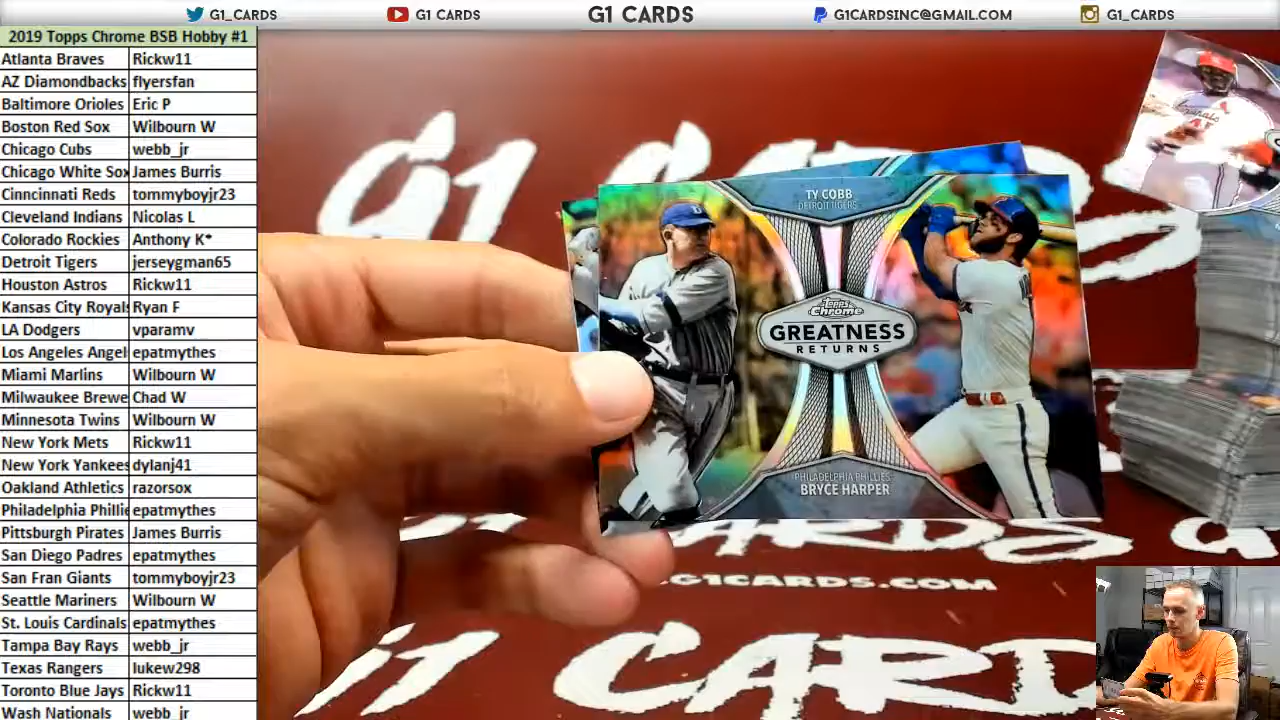 G1_CARDS
G1 CARDS
G1 CARDS
G1CARDSINC@GMAIL.COM
G1_CARDS
2019 Topps Chrome BSB Hobby #1
Atlanta Braves Rickw11
AZ Diamondbacks flyersfan
Baltimore Orioles Eric P
Boston Red Sox Wilbourn W
Chicago Cubs webb_jr
Chicago White Sox James Burris
Cinncinnati Reds tommyboyjr23
Cleveland Indians Nicolas L
Colorado Rockies Anthony K*
Detroit Tigers jerseygman65
Houston Astros Rickw11
Kansas City Royals Ryan F
LA Dodgers vparamv
Los Angeles Angel epatmythes
Miami Marlins Wilbourn W
Milwaukee Brewe Chad W
Minnesota Twins Wilbourn W
New York Mets Rickw11
New York Yankees dylanj41
Oakland Athletics razorsox
Philadelphia Phillie epatmythes
Pittsburgh Pirates James Burris
San Diego Padres epatmythes
San Fran Giants tommyboyjr23
Seattle Mariners Wilbourn W
St. Louis Cardinals epatmythes
Tampa Bay Rays webb_jr
Texas Rangers lukew298
Toronto Blue Jays Rickw11
Wash Nationals webb_jr
G1
TY COBB
DETROIT TIGERS
Topps
Chrome
GREATNESS
RETURNS
PHILADELPHIA PHILLIES
BRYCE HARPER
CARDS
.G1CARDS.COM
G1 CARD
Cardinals